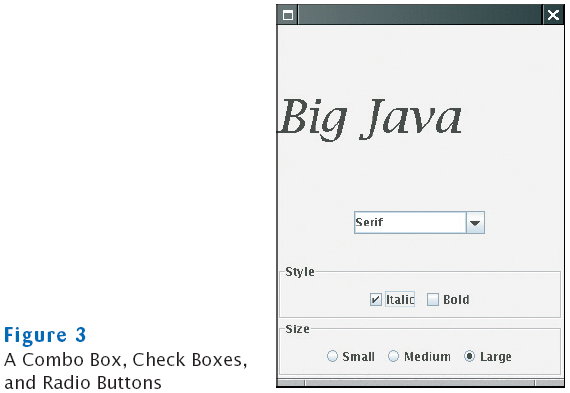 Big Java
Serif
Style
Italic Bold
Size
Small Medium Large
Figure 3
A Combo Box, Check Boxes,
and Radio Buttons